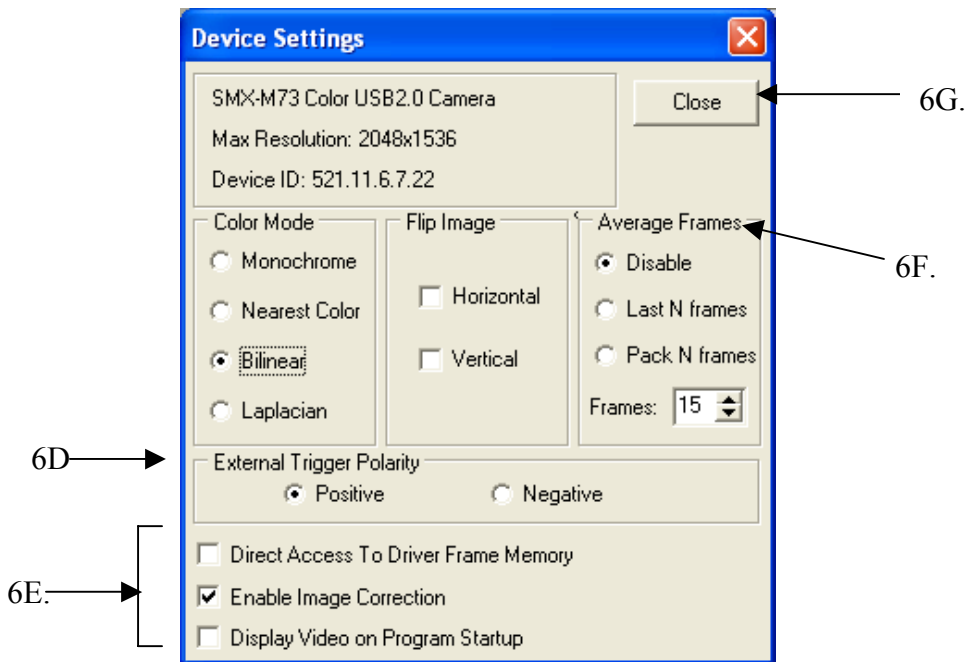 Device Settings
SMX-M73 Color USB2.0 Camera
Max Resolution: 2048x1536
Device ID: 521.11.6.7.22
Close
6G.
Color Mode
Monochrome
Nearest Color
Bilinear
Laplacian
Flip Image
Horizontal
Vertical
Average Frames
Disable
Last N frames
Pack N frames
Frames: 15
6F.
6D
External Trigger Polarity
Positive
Negative
6E.
Direct Access To Driver Frame Memory
Enable Image Correction
Display Video on Program Startup